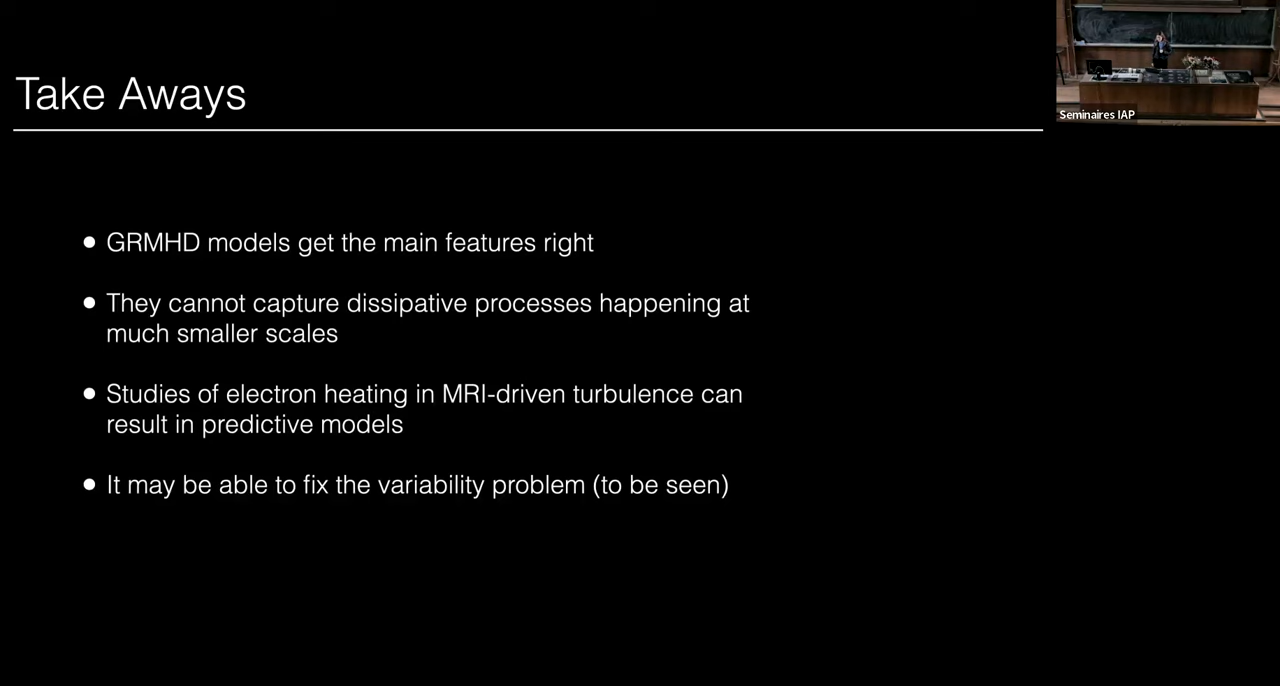 Take Aways
Seminaires IAP
● GRMHD models get the main features right
● They cannot capture dissipative processes happening at
much smaller scales
● Studies of electron heating in MRI-driven turbulence can
result in predictive models
● It may be able to fix the variability problem (to be seen)